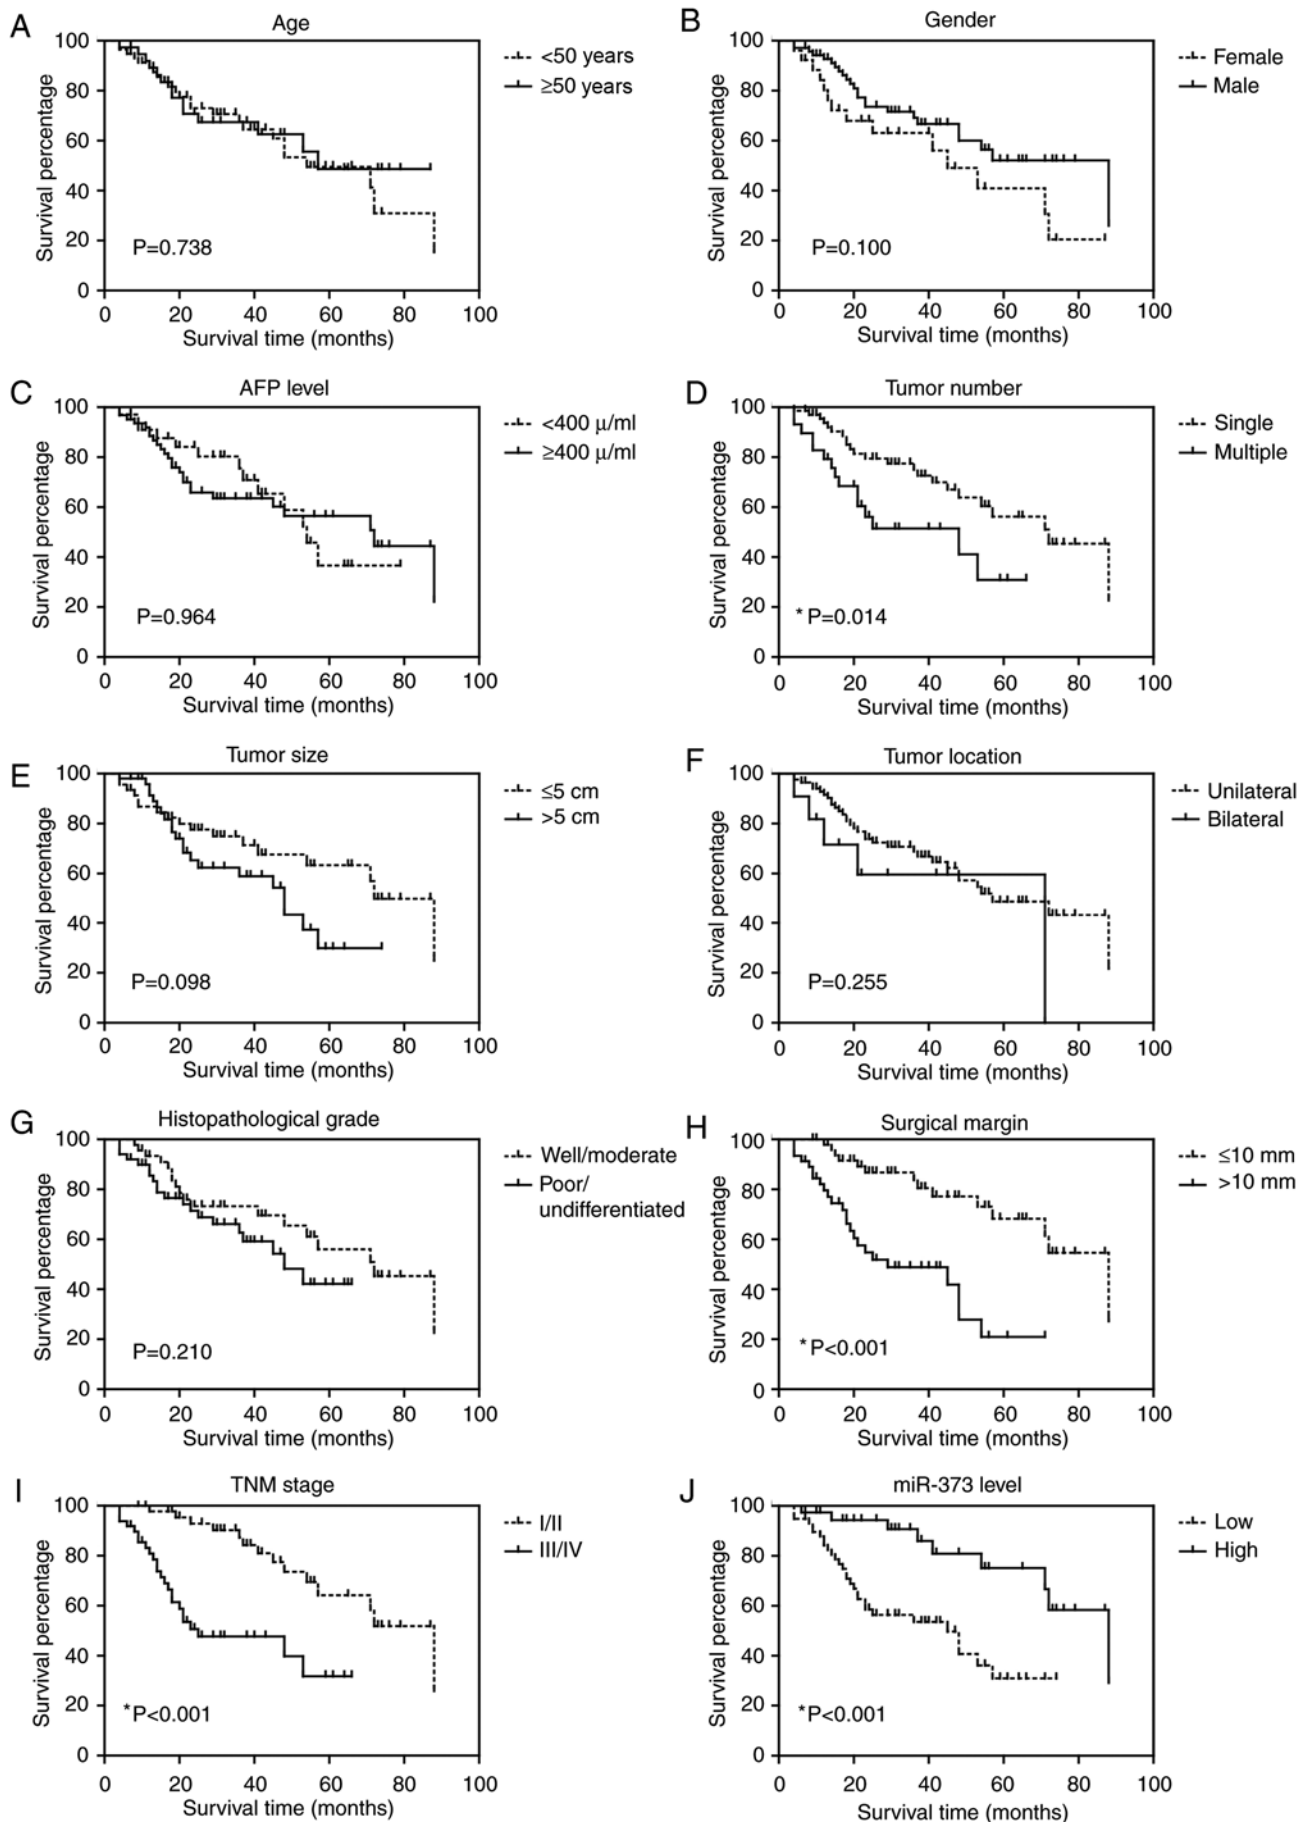 A
Age
100
80
60
40
20
0
Survival percentage
P=0.738
0 20 40 60 80 100
Survival time (months)
<50 years
≥50 years
B
Gender
100
80
60
40
20
0
Survival percentage
P=0.100
0 20 40 60 80 100
Survival time (months)
Female
Male
C
AFP level
100
80
60
40
20
0
Survival percentage
P=0.964
0 20 40 60 80 100
Survival time (months)
<400 μ/ml
≥400 μ/ml
D
Tumor number
100
80
60
40
20
0
Survival percentage
*P=0.014
0 20 40 60 80 100
Survival time (months)
Single
Multiple
E
Tumor size
100
80
60
40
20
0
Survival percentage
P=0.098
0 20 40 60 80 100
Survival time (months)
≤5 cm
>5 cm
F
Tumor location
100
80
60
40
20
0
Survival percentage
P=0.255
0 20 40 60 80 100
Survival time (months)
Unilateral
Bilateral
G
Histopathological grade
100
80
60
40
20
0
Survival percentage
P=0.210
0 20 40 60 80 100
Survival time (months)
Well/moderate
Poor/
undifferentiated
H
Surgical margin
100
80
60
40
20
0
Survival percentage
*P<0.001
0 20 40 60 80 100
Survival time (months)
≤10 mm
>10 mm
I
TNM stage
100
80
60
40
20
0
Survival percentage
*P<0.001
0 20 40 60 80 100
Survival time (months)
I/II
III/IV
J
miR-373 level
100
80
60
40
20
0
Survival percentage
*P<0.001
0 20 40 60 80 100
Survival time (months)
Low
High